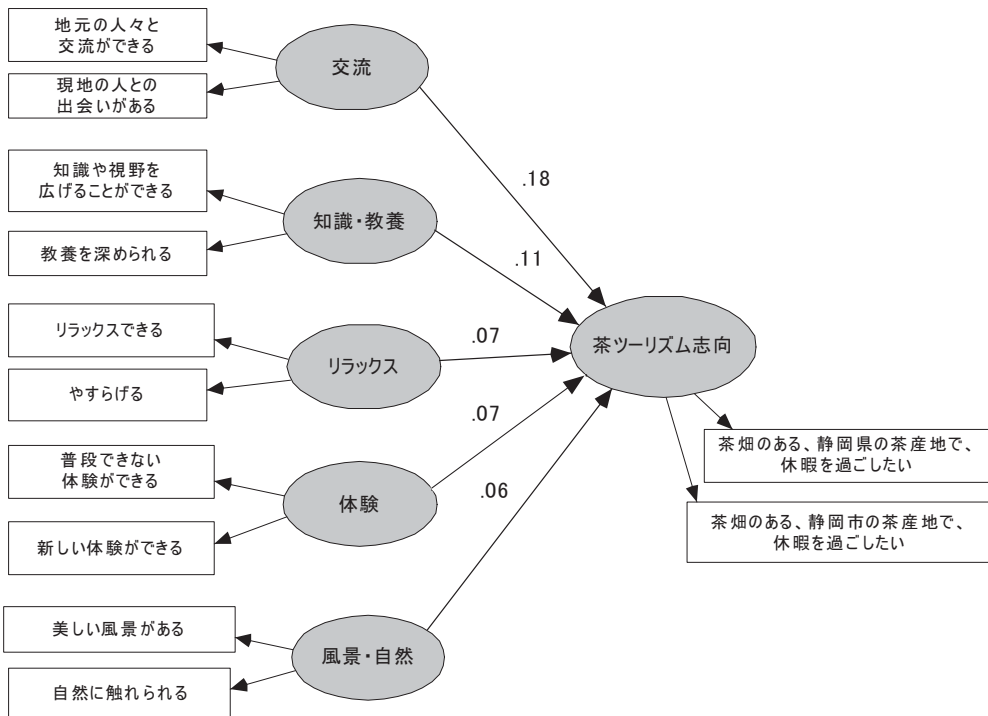 地元の人々と
交流ができる
現地の人との
出会いがある
交流
知識や視野を
広げることができる
教養を深められる
知識・教養
リラックスできる
やすらげる
リラックス
普段できない
体験ができる
新しい体験ができる
体験
美しい風景がある
自然に触れられる
風景・自然
.18
.11
.07
.07
.06
茶ツーリズム志向
茶畑のある、静岡県の茶産地で、
休暇を過ごしたい
茶畑のある、静岡市の茶産地で、
休暇を過ごしたい